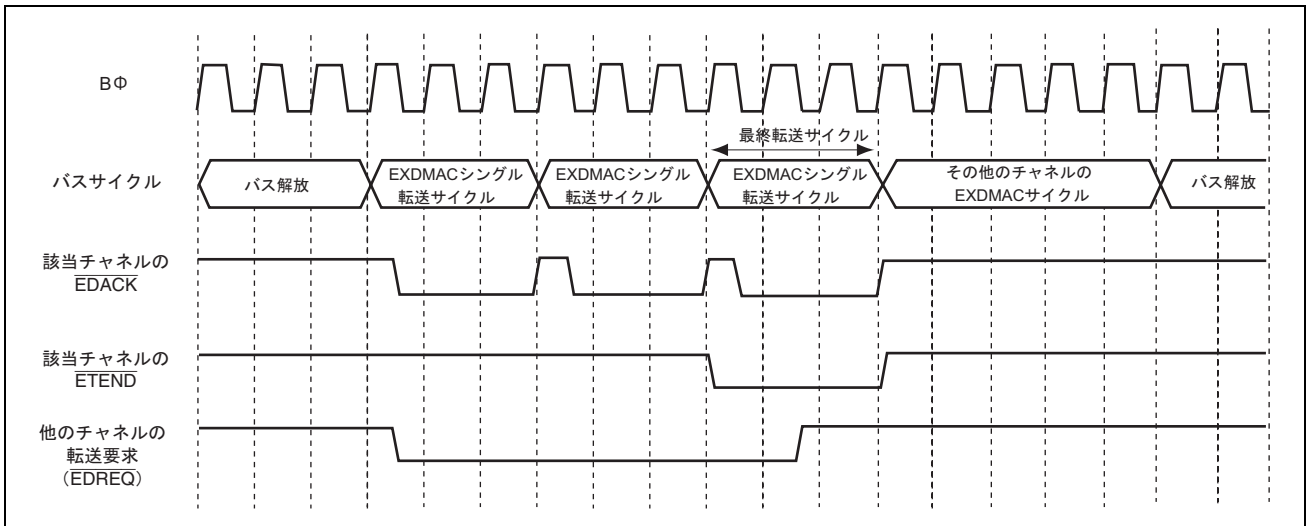 BΦ
最終転送サイクル
バスサイクル
バス解放
EXDMACシングル
転送サイクル
EXDMACシングル
転送サイクル
EXDMACシングル
転送サイクル
その他のチャネルの
EXDMACサイクル
バス解放
該当チャネルの
EDACK
該当チャネルの
ETEND
他のチャネルの
転送要求
(EDREQ)